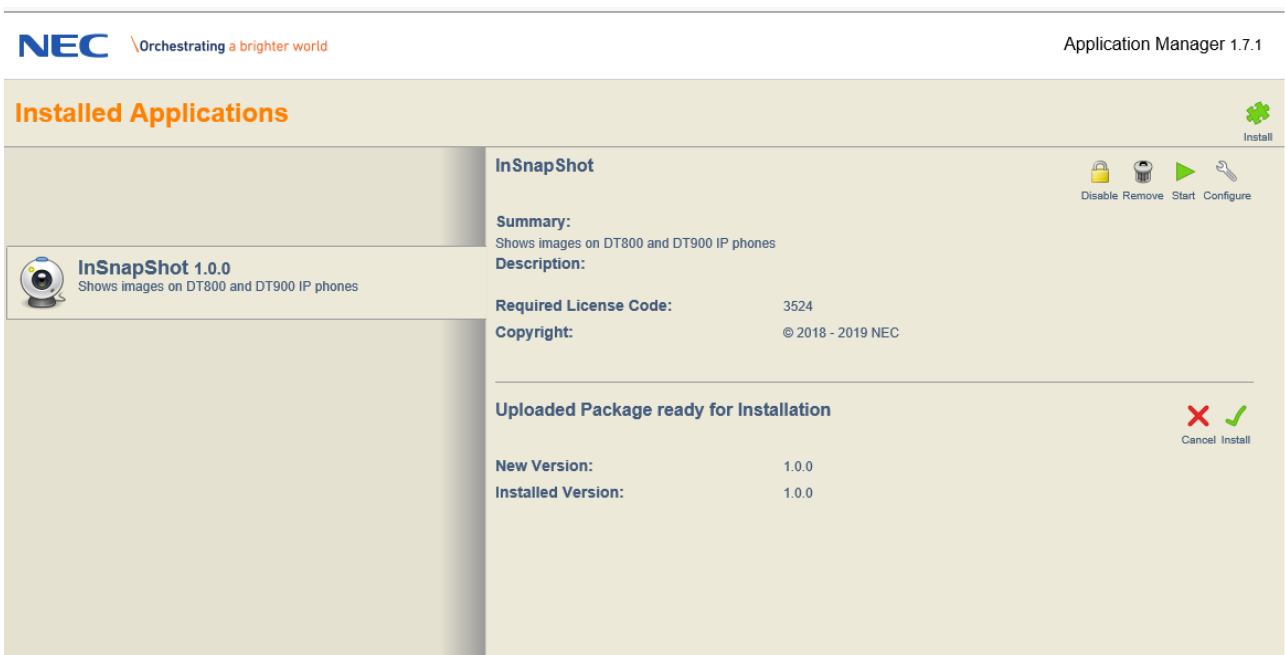 NEC \Orchestrating a brighter world
Application Manager 1.7.1
Installed Applications
Install
InSnapShot 1.0.0
Shows images on DT800 and DT900 IP phones
InSnapShot
Disable Remove Start Configure
Summary:
Shows images on DT800 and DT900 IP phones
Description:
Required License Code: 3524
Copyright: © 2018 - 2019 NEC
Uploaded Package ready for Installation
Cancel Install
New Version: 1.0.0
Installed Version: 1.0.0